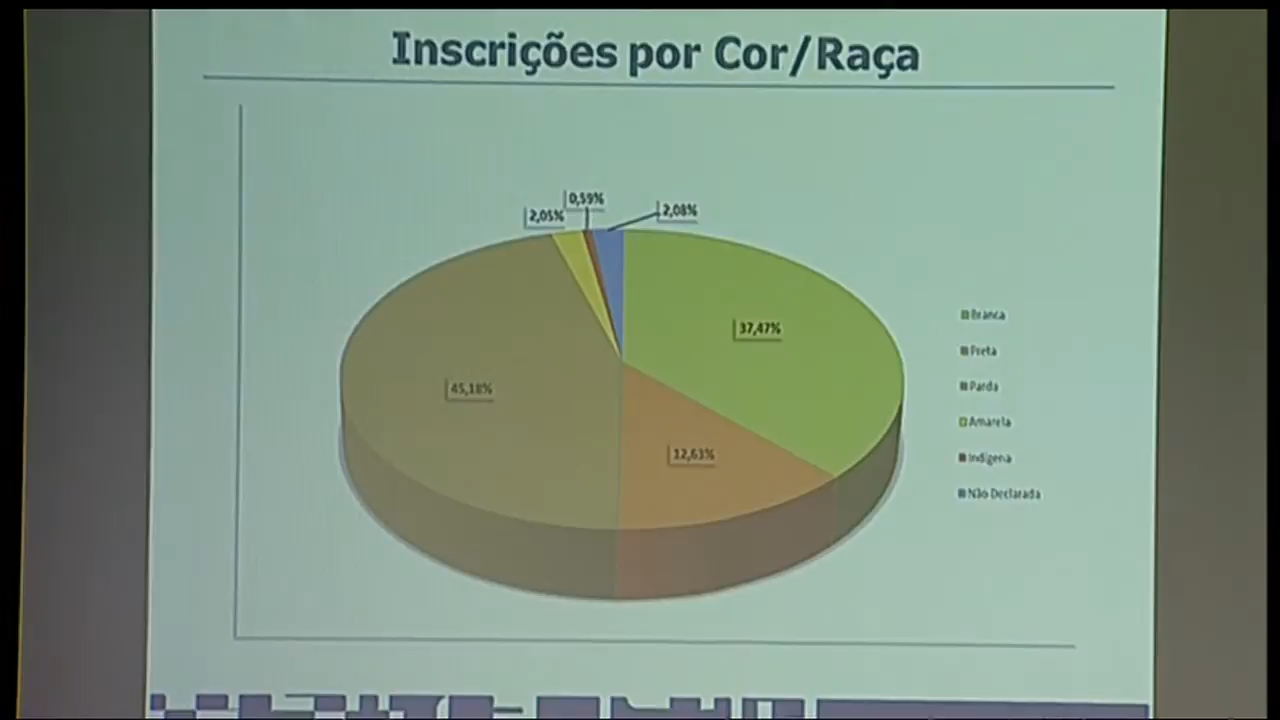 Inscrições por Cor/Raça
0,59%
2,05%
2,08%
37,47%
45,18%
12,63%
Branca
Preta
Parda
Amarela
Indígena
Não Declarada